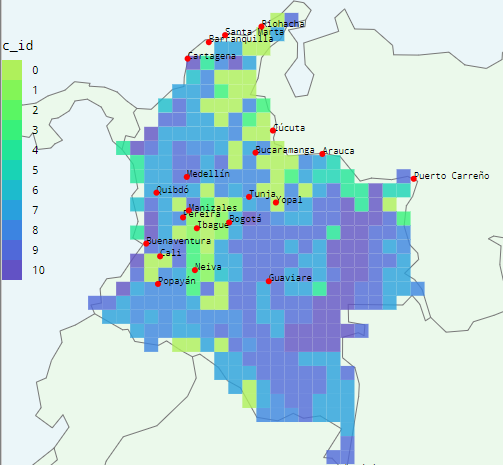 Riohacha
Santa Marta
Barranquilla
c_id
Cartagena
0
1
2
3
4
5
6
7
8
9
10
Cúcuta
Bucaramanga
Arauca
Medellín
Puerto Carreño
Quibdó
Tunja
Yopal
Manizales
Pereira
Bogotá
Ibagué
Buenaventura
Cali
Neiva
Guaviare
Popayán